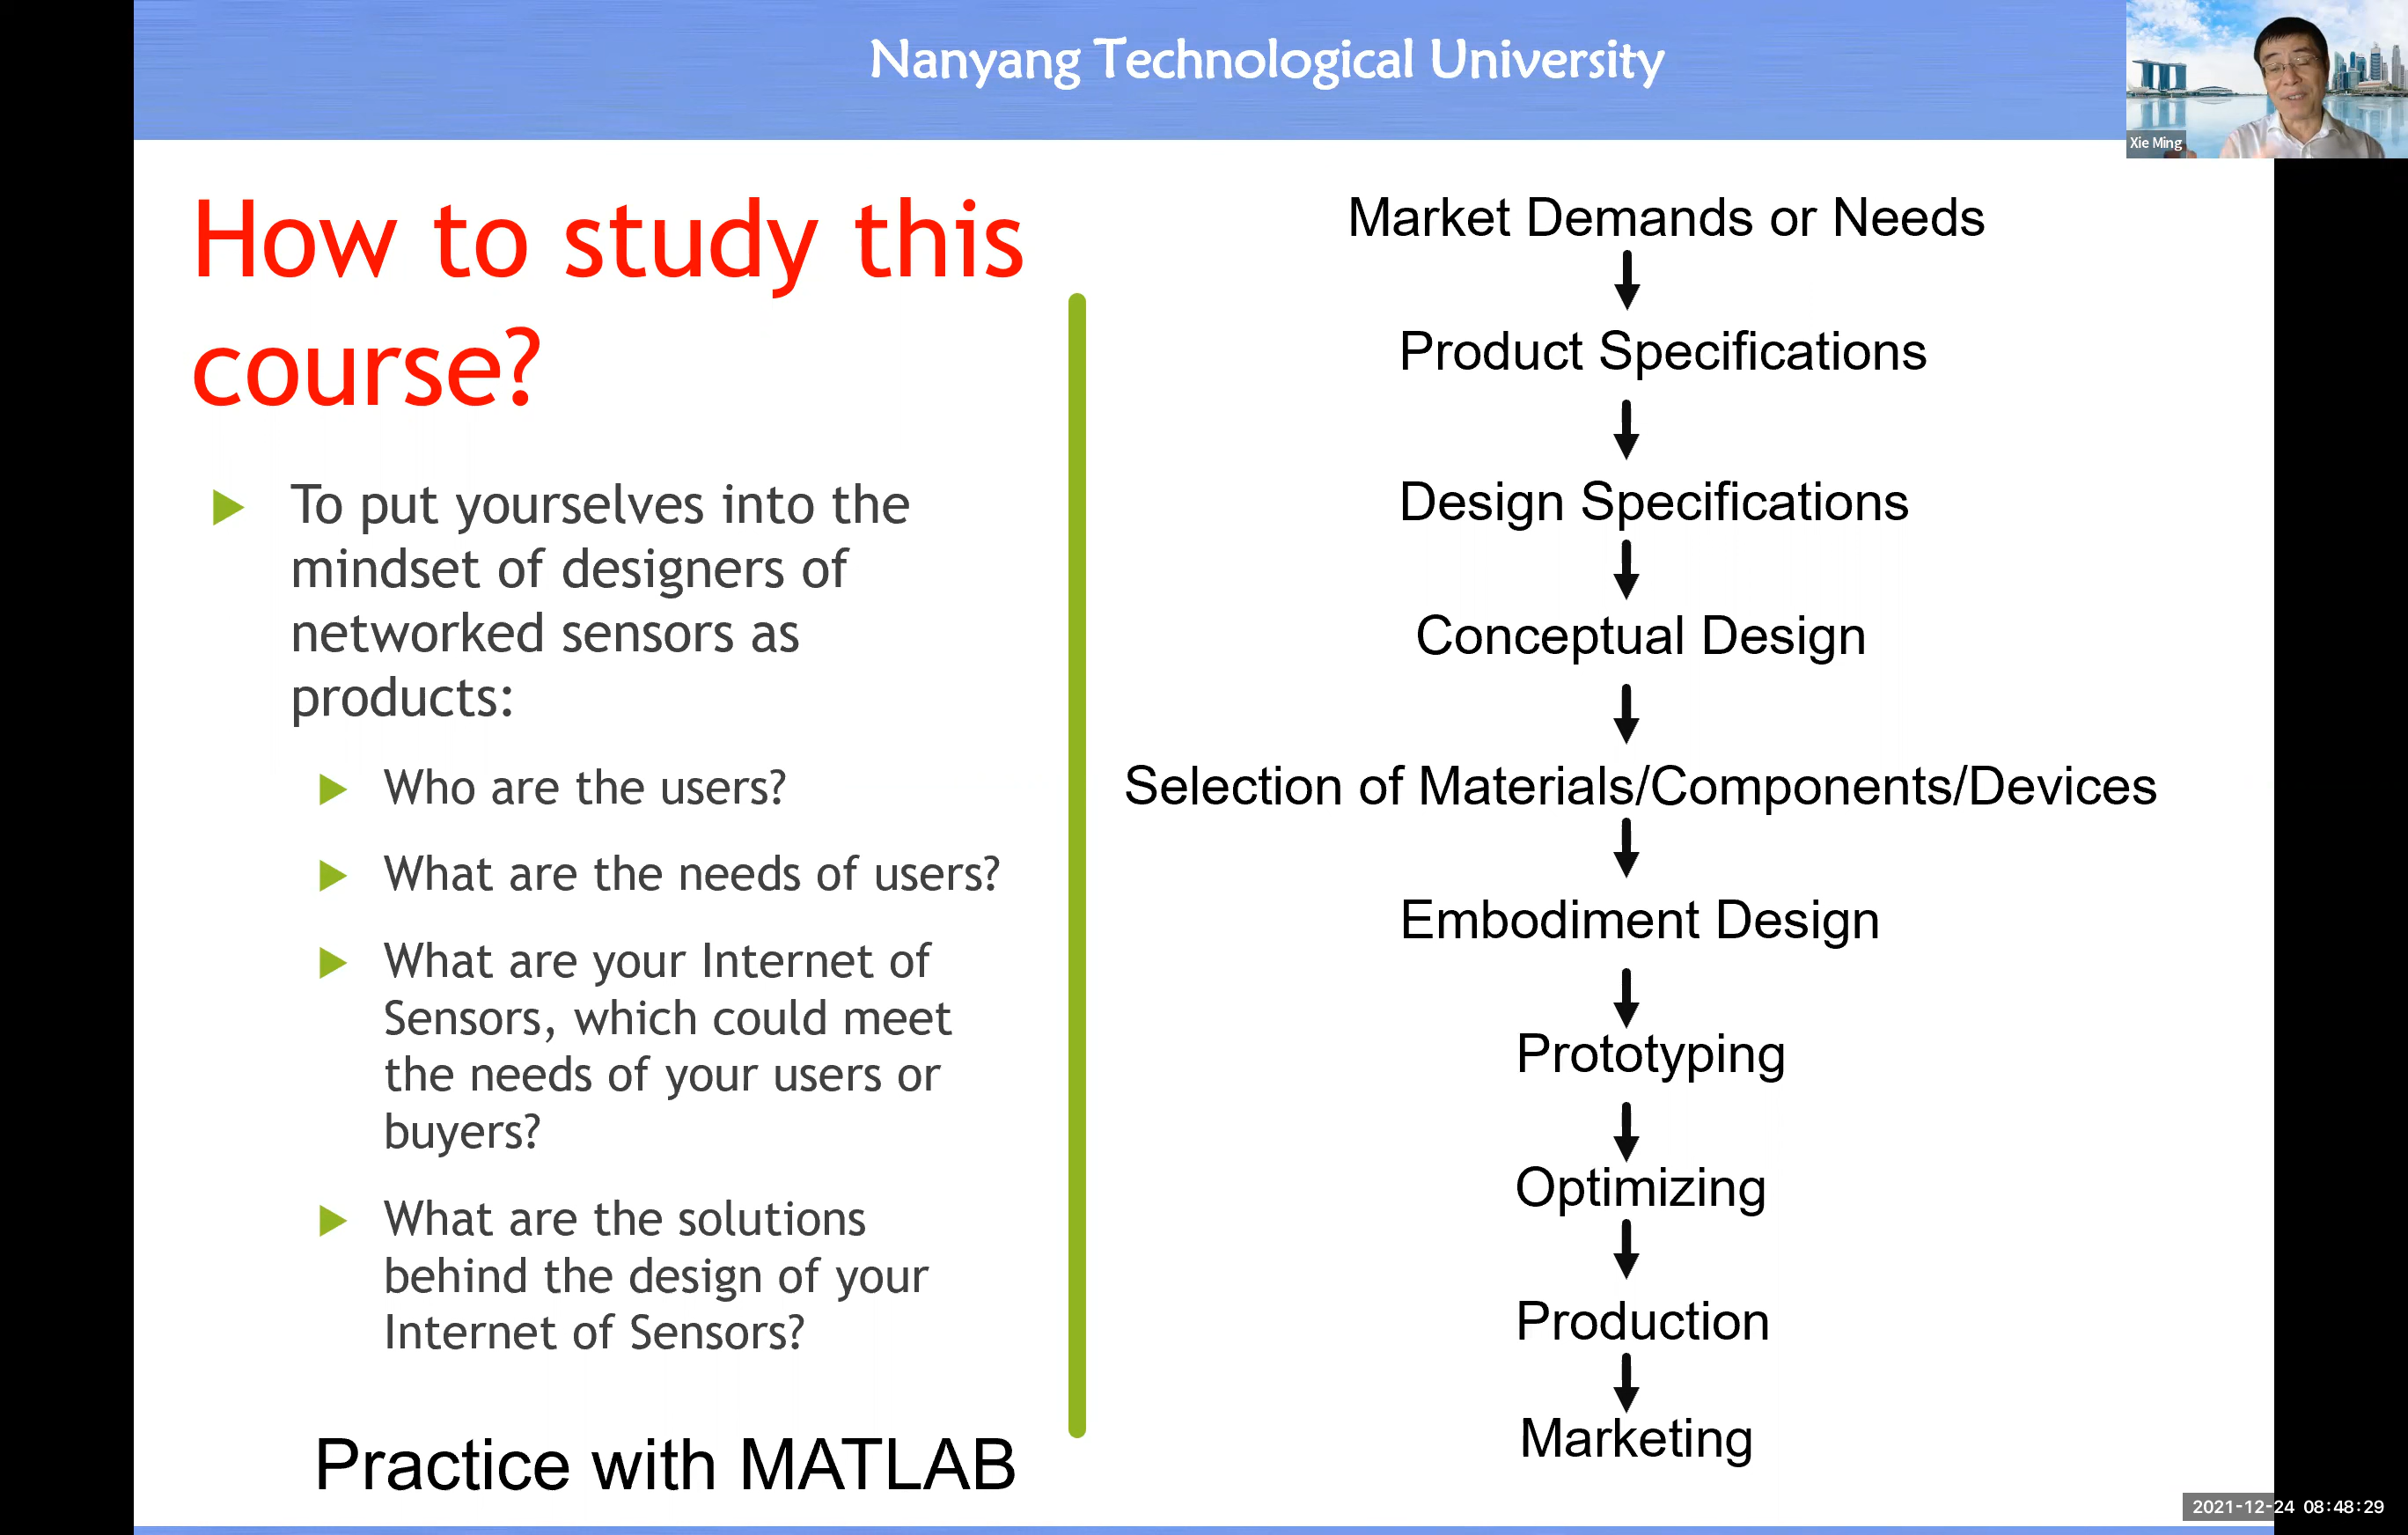 Nanyang Technological University
Xie Ming
How to study this
course?
To put yourselves into the
mindset of designers of
networked sensors as
products:
Who are the users?
What are the needs of users?
What are your Internet of
Sensors, which could meet
the needs of your users or
buyers?
What are the solutions
behind the design of your
Internet of Sensors?
Practice with MATLAB
Market Demands or Needs
Product Specifications
Design Specifications
Conceptual Design
Selection of Materials/Components/Devices
Embodiment Design
Prototyping
Optimizing
Production
Marketing
2021-12-24 08:48:29